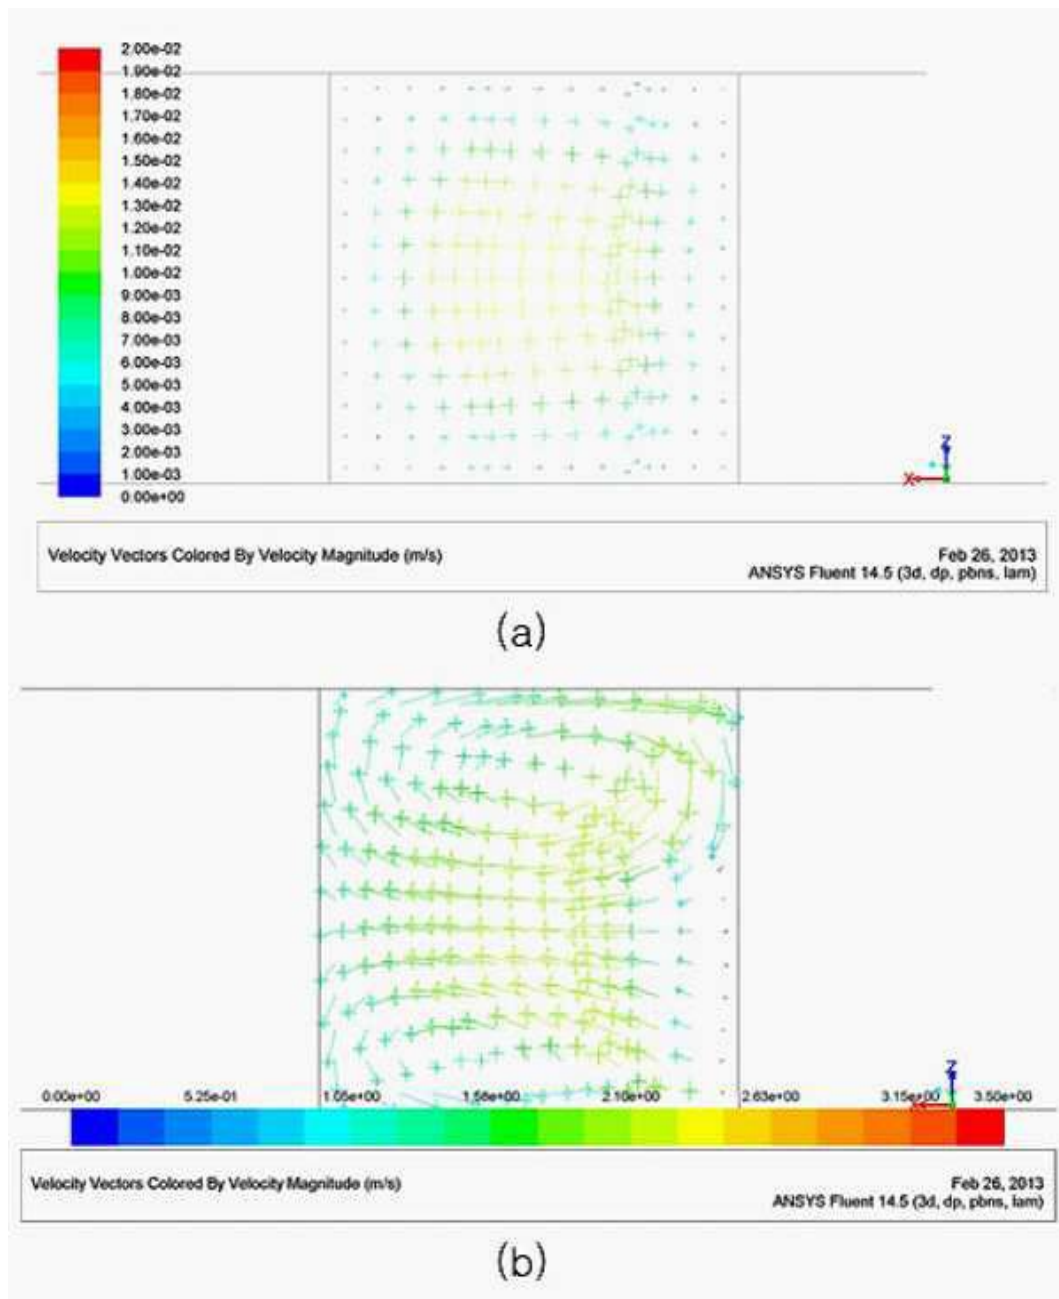 2.00e-02
1.90e-02
1.80e-02
1.70e-02
1.60e-02
1.50e-02
1.40e-02
1.30e-02
1.20e-02
1.10e-02
1.00e-02
9.00e-03
8.00e-03
7.00e-03
6.00e-03
5.00e-03
4.00e-03
3.00e-03
2.00e-03
1.00e-03
0.00e+00
Z
X
Velocity Vectors Colored By Velocity Magnitude (m/s)
Feb 26, 2013
ANSYS Fluent 14.5 (3d, dp, pbns, lam)
(a)
Z
0.00e+00 5.25e-01 1.05e+00 1.58e+00 2.10e+00 2.63e+00 3.15e+00 3.50e+00
Velocity Vectors Colored By Velocity Magnitude (m/s)
Feb 26, 2013
ANSYS Fluent 14.5 (3d, dp, pbns, lam)
(b)